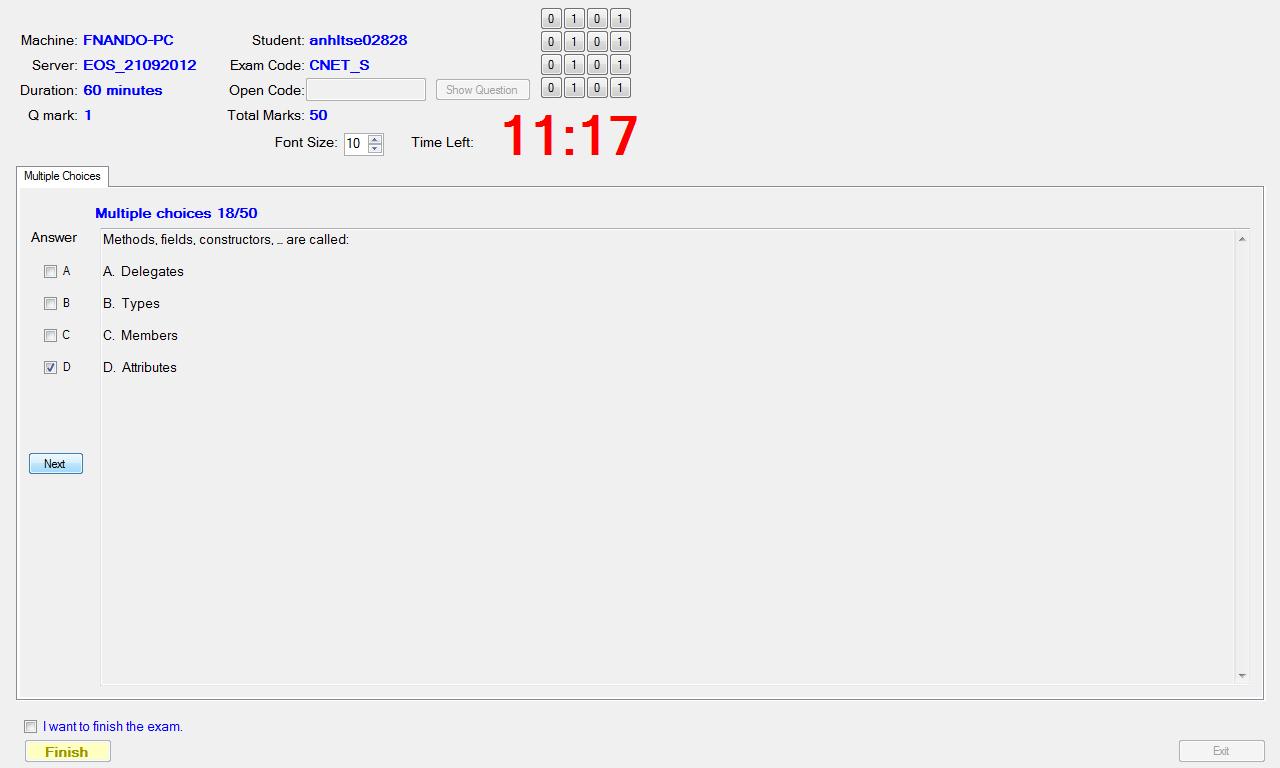 Machine: FNANDO-PC
Student: anhltse02828
Server: EOS_21092012
Exam Code: CNET_S
Duration: 60 minutes
Open Code:
Show Question
Q mark: 1
Total Marks: 50
0 1 0 1
0 1 0 1
0 1 0 1
0 1 0 1
Font Size: 10
Time Left: 11:17
Multiple Choices
Multiple choices 18/50
Answer
Methods, fields, constructors, ... are called:
A A. Delegates
B B. Types
C C. Members
D D. Attributes
Next
I want to finish the exam.
Finish
Exit